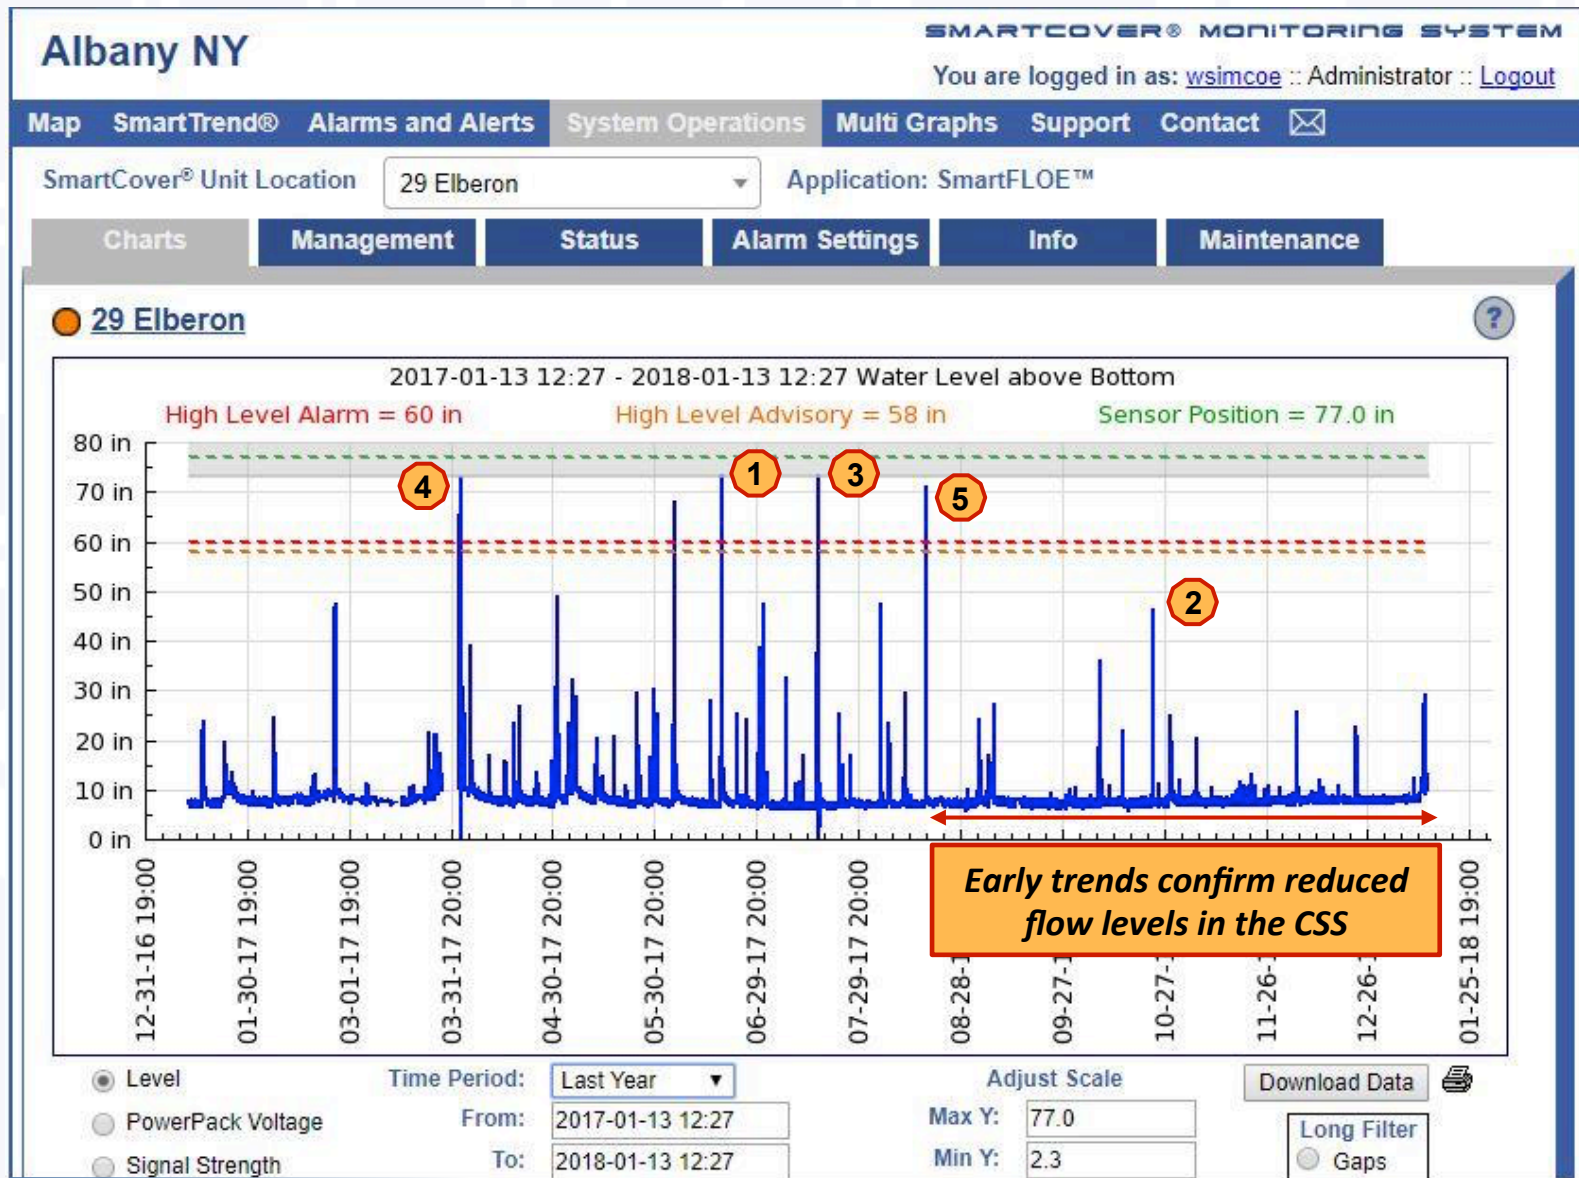 Albany NY
SMARTCOVER® MONITORING SYSTEM
You are logged in as: wsimcoe :: Administrator :: Logout
Map SmartTrend® Alarms and Alerts System Operations Multi Graphs Support Contact
SmartCover® Unit Location 29 Elberon Application: SmartFLOE™
Charts Management Status Alarm Settings Info Maintenance
29 Elberon ?
2017-01-13 12:27 - 2018-01-13 12:27 Water Level above Bottom
High Level Alarm = 60 in High Level Advisory = 58 in Sensor Position = 77.0 in
80 in
70 in
60 in
50 in
40 in
30 in
20 in
10 in
0 in
4
1
3
5
2
Early trends confirm reduced
flow levels in the CSS
12-31-16 19:00
01-30-17 19:00
03-01-17 19:00
03-31-17 20:00
04-30-17 20:00
05-30-17 20:00
06-29-17 20:00
07-29-17 20:00
08-28-1
09-27-1
10-27-
11-26-
12-26-
01-25-18 19:00
Level Time Period: Last Year Adjust Scale Download Data
PowerPack Voltage From: 2017-01-13 12:27 Max Y: 77.0 Long Filter
Signal Strength To: 2018-01-13 12:27 Min Y: 2.3 Gaps